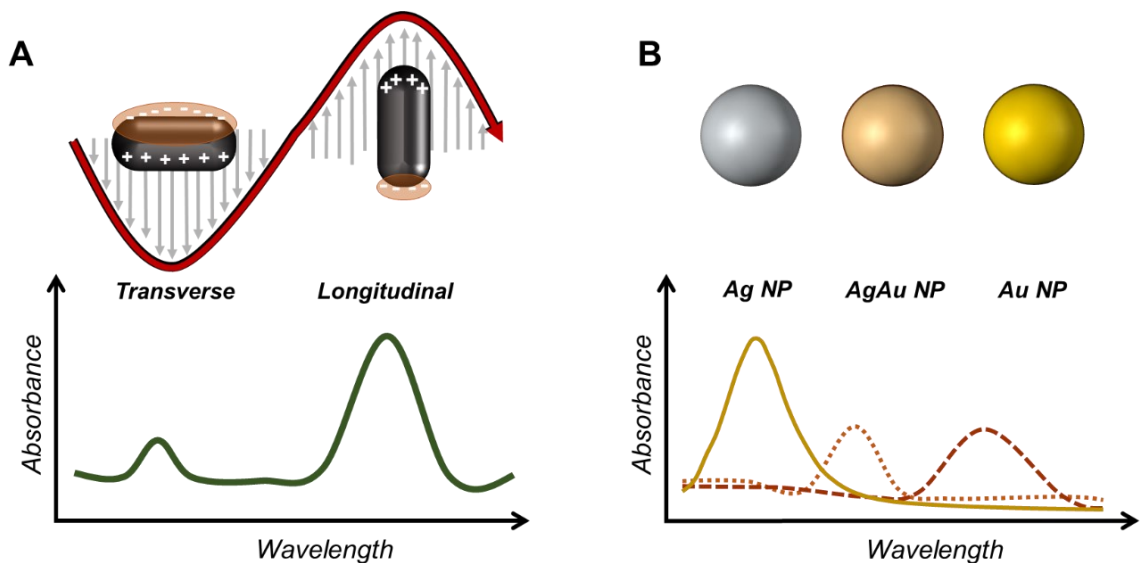 A
Transverse
Longitudinal
Absorbance
Wavelength
B
Ag NP
AgAu NP
Au NP
Absorbance
Wavelength